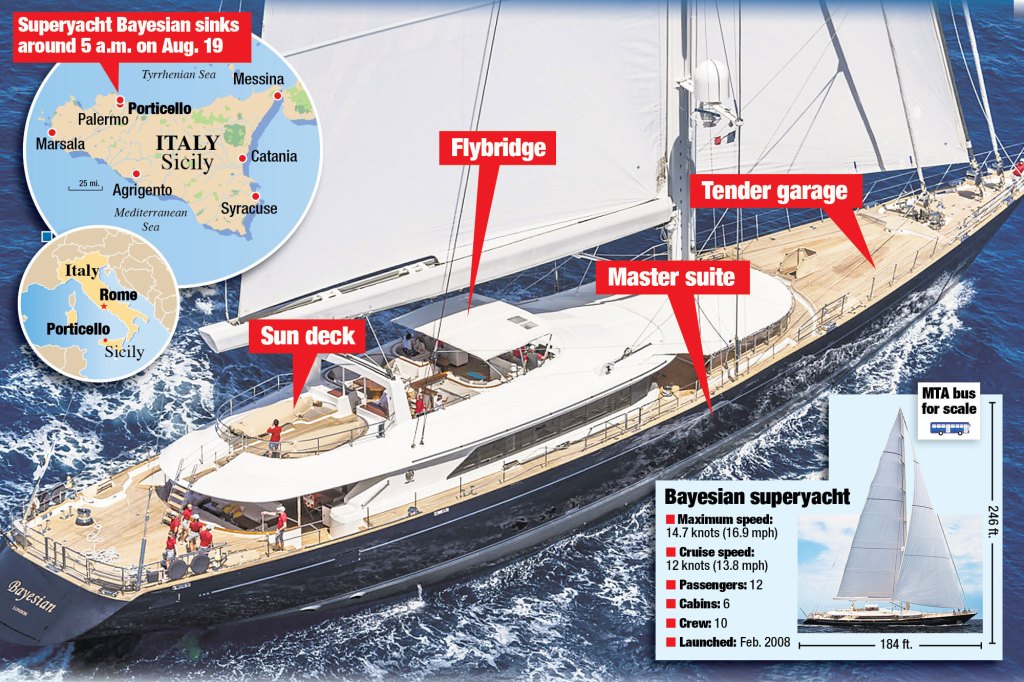 Superyacht Bayesian sinks
around 5 a.m. on Aug. 19
Tyrrhenian Sea
Messina
Porticello
Palermo
Marsala
ITALY
Sicily
Catania
25 mi.
Agrigento
Syracuse
Mediterranean
Sea
Italy
Rome
Porticello
Sicily
Flybridge
Tender garage
Master suite
Sun deck
Bayesian
LONDON
MTA bus
for scale
Bayesian superyacht
Maximum speed:
14.7 knots (16.9 mph)
Cruise speed:
12 knots (13.8 mph)
Passengers: 12
Cabins: 6
Crew: 10
Launched: Feb. 2008
246 ft.
184 ft.